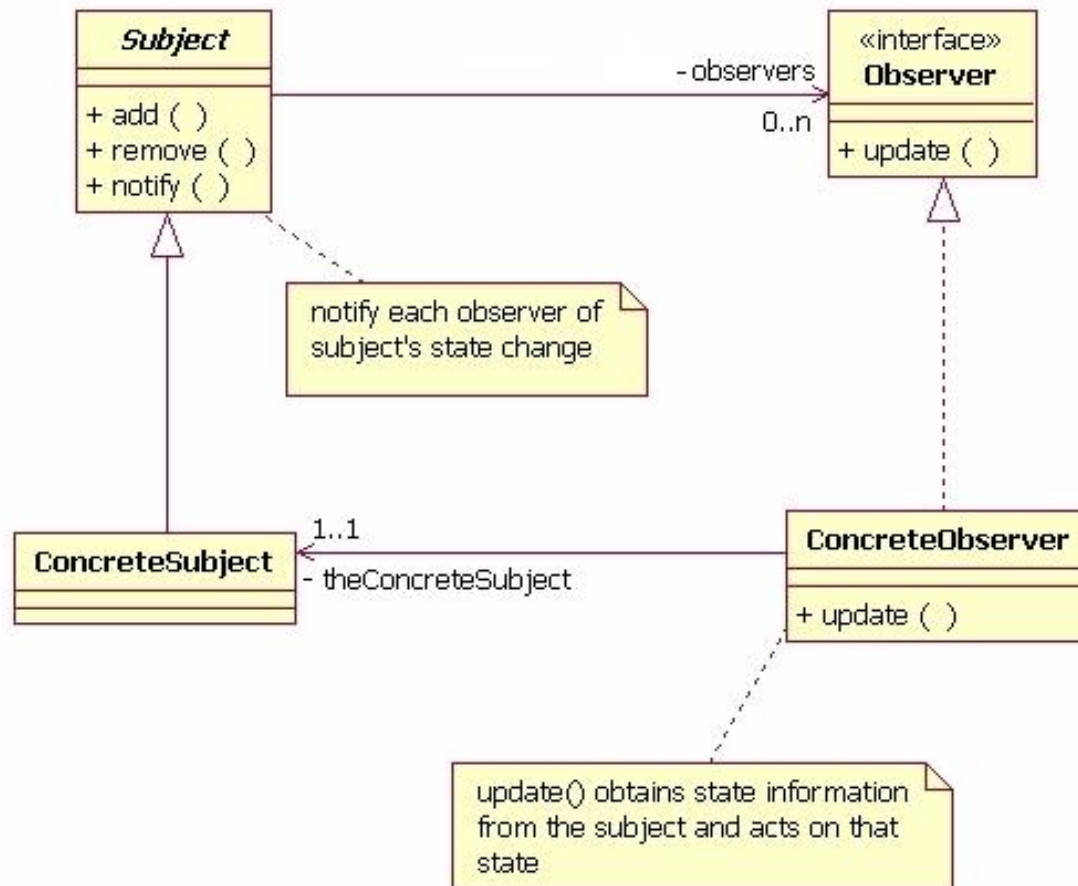 Subject
+ add ( )
+ remove ( )
+ notify ( )
- observers
0..n
«interface»
Observer
+ update ( )
notify each observer of
subject's state change
ConcreteSubject
1..1
- theConcreteSubject
ConcreteObserver
+ update ( )
update() obtains state information
from the subject and acts on that
state